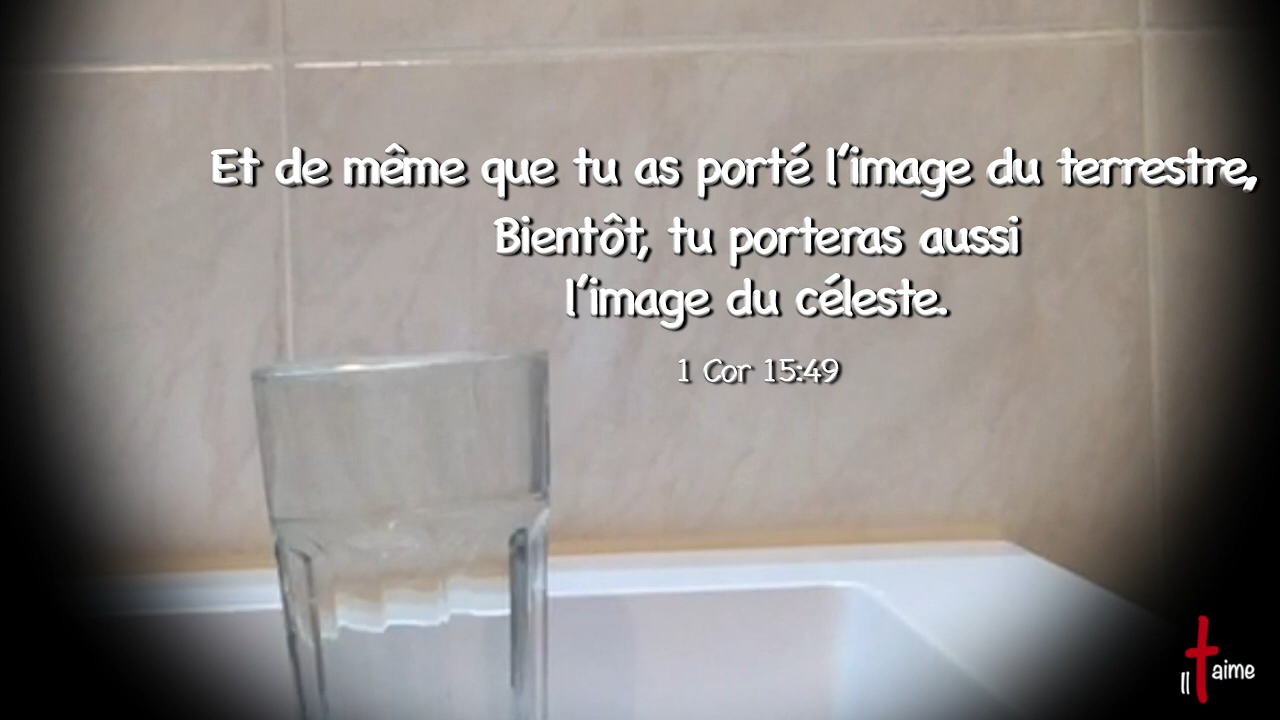 Et de même que tu as porté l'image du terrestre,
Bientôt, tu porteras aussi
l'image du céleste.
1 Cor 15:49
Il taime